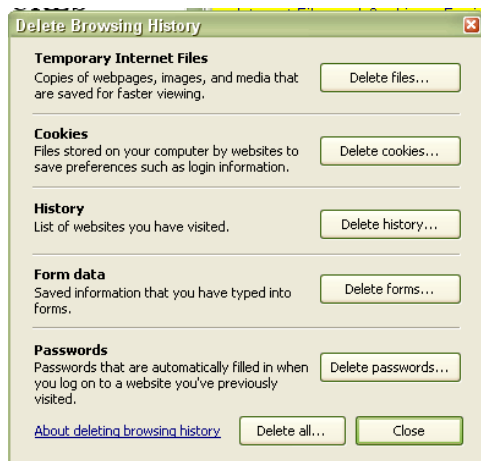 Delete Browsing History
Temporary Internet Files
Copies of webpages, images, and media that
are saved for faster viewing.
Delete files...
Cookies
Files stored on your computer by websites to
save preferences such as login information.
Delete cookies...
History
List of websites you have visited.
Delete history...
Form data
Saved information that you have typed into
forms.
Delete forms...
Passwords
Passwords that are automatically filled in when
you log on to a website you've previously
visited.
Delete passwords...
About deleting browsing history
Delete all...
Close